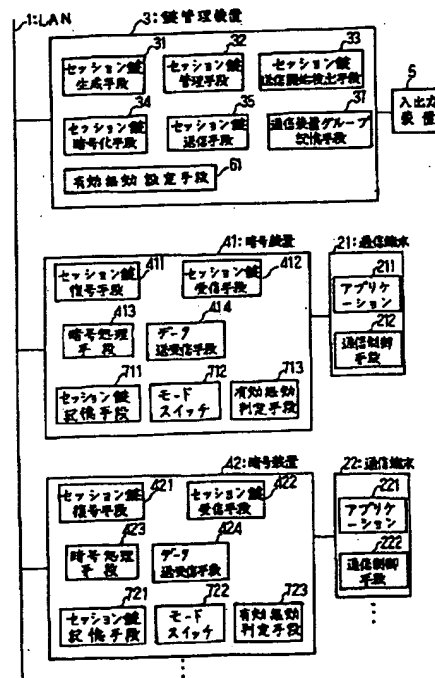 1:LAN
3:鍵管理装置
31
セッション鍵
生成手段
32
セッション鍵
管理手段
33
セッション鍵
送信開始検出手段
34
セッション鍵
暗号化手段
35
セッション鍵
送信手段
37
通信装置グループ
記憶手段
61
有効無効設定手段
5
入出力
装置
41:暗号装置
411
セッション鍵
復号手段
412
セッション鍵
受信手段
413
暗号処理
手段
414
データ
送受信手段
711
セッション鍵
記憶手段
712
モード
スイッチ
713
有効無効
判定手段
21:通信端末
211
アプリケ
ーション
212
通信制御
手段
42:暗号装置
421
セッション鍵
復号手段
422
セッション鍵
受信手段
423
暗号処理
手段
424
データ
送受信手段
721
セッション鍵
記憶手段
722
モード
スイッチ
723
有効無効
判定手段
22:通信端末
221
アプリケ
ーション
222
通信制御
手段